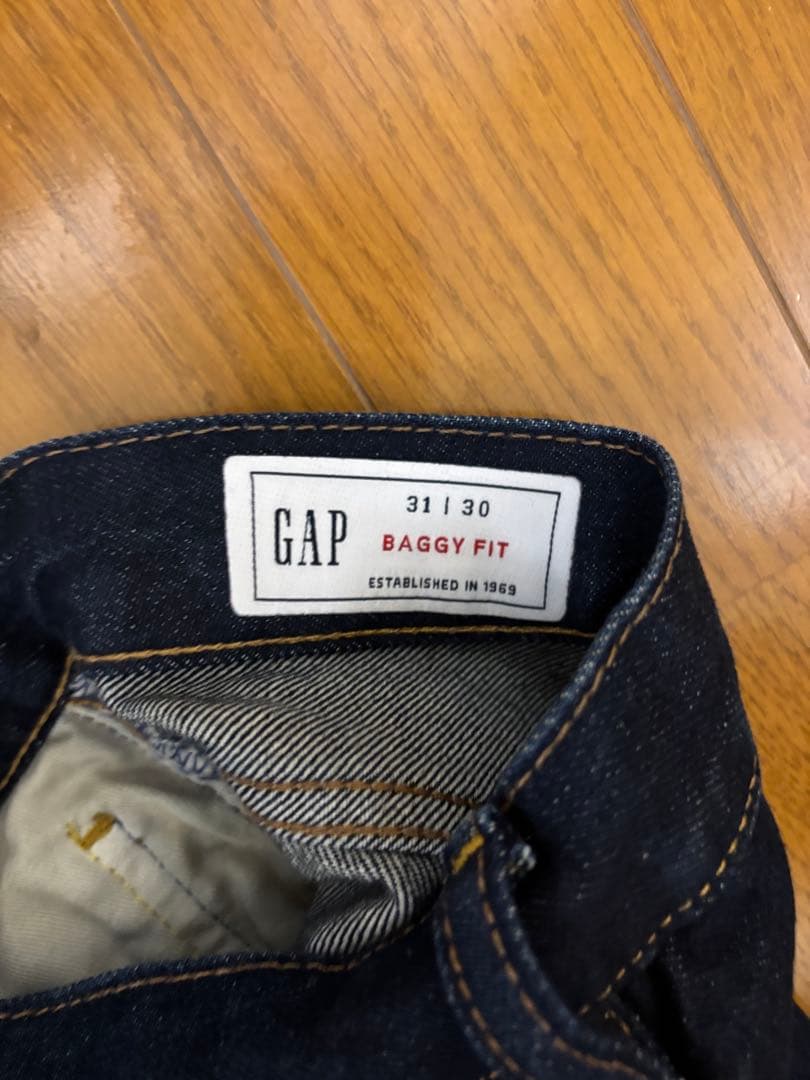 GAP
31 | 30
BAGGY FIT
ESTABLISHED IN 1969